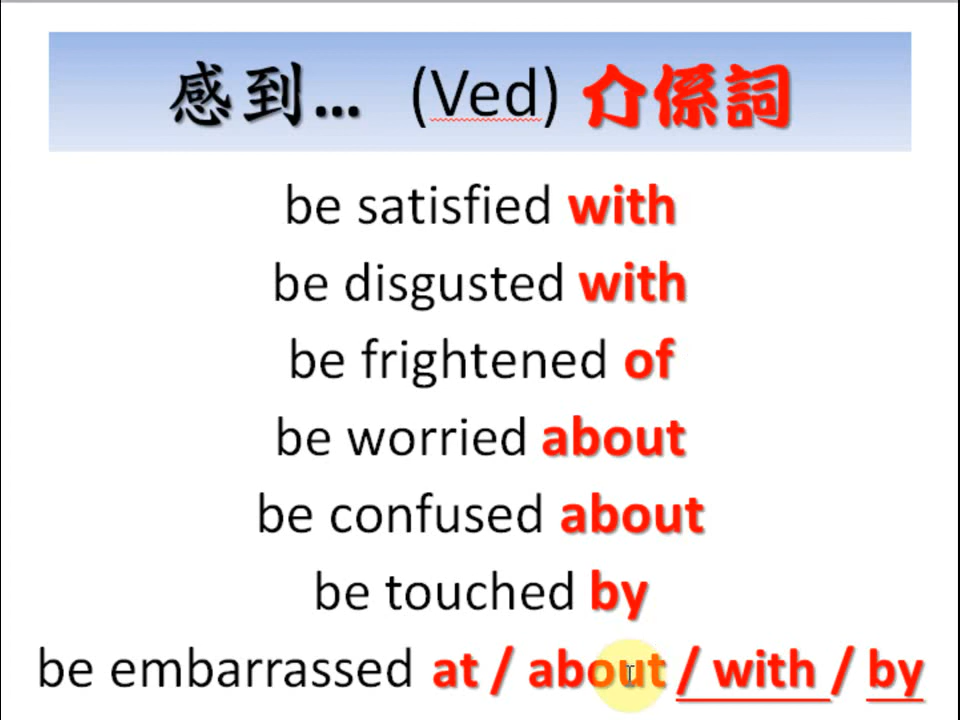 感到... (Ved) 介係詞
be satisfied with
be disgusted with
be frightened of
be worried about
be confused about
be touched by
be embarrassed at / about / with / by